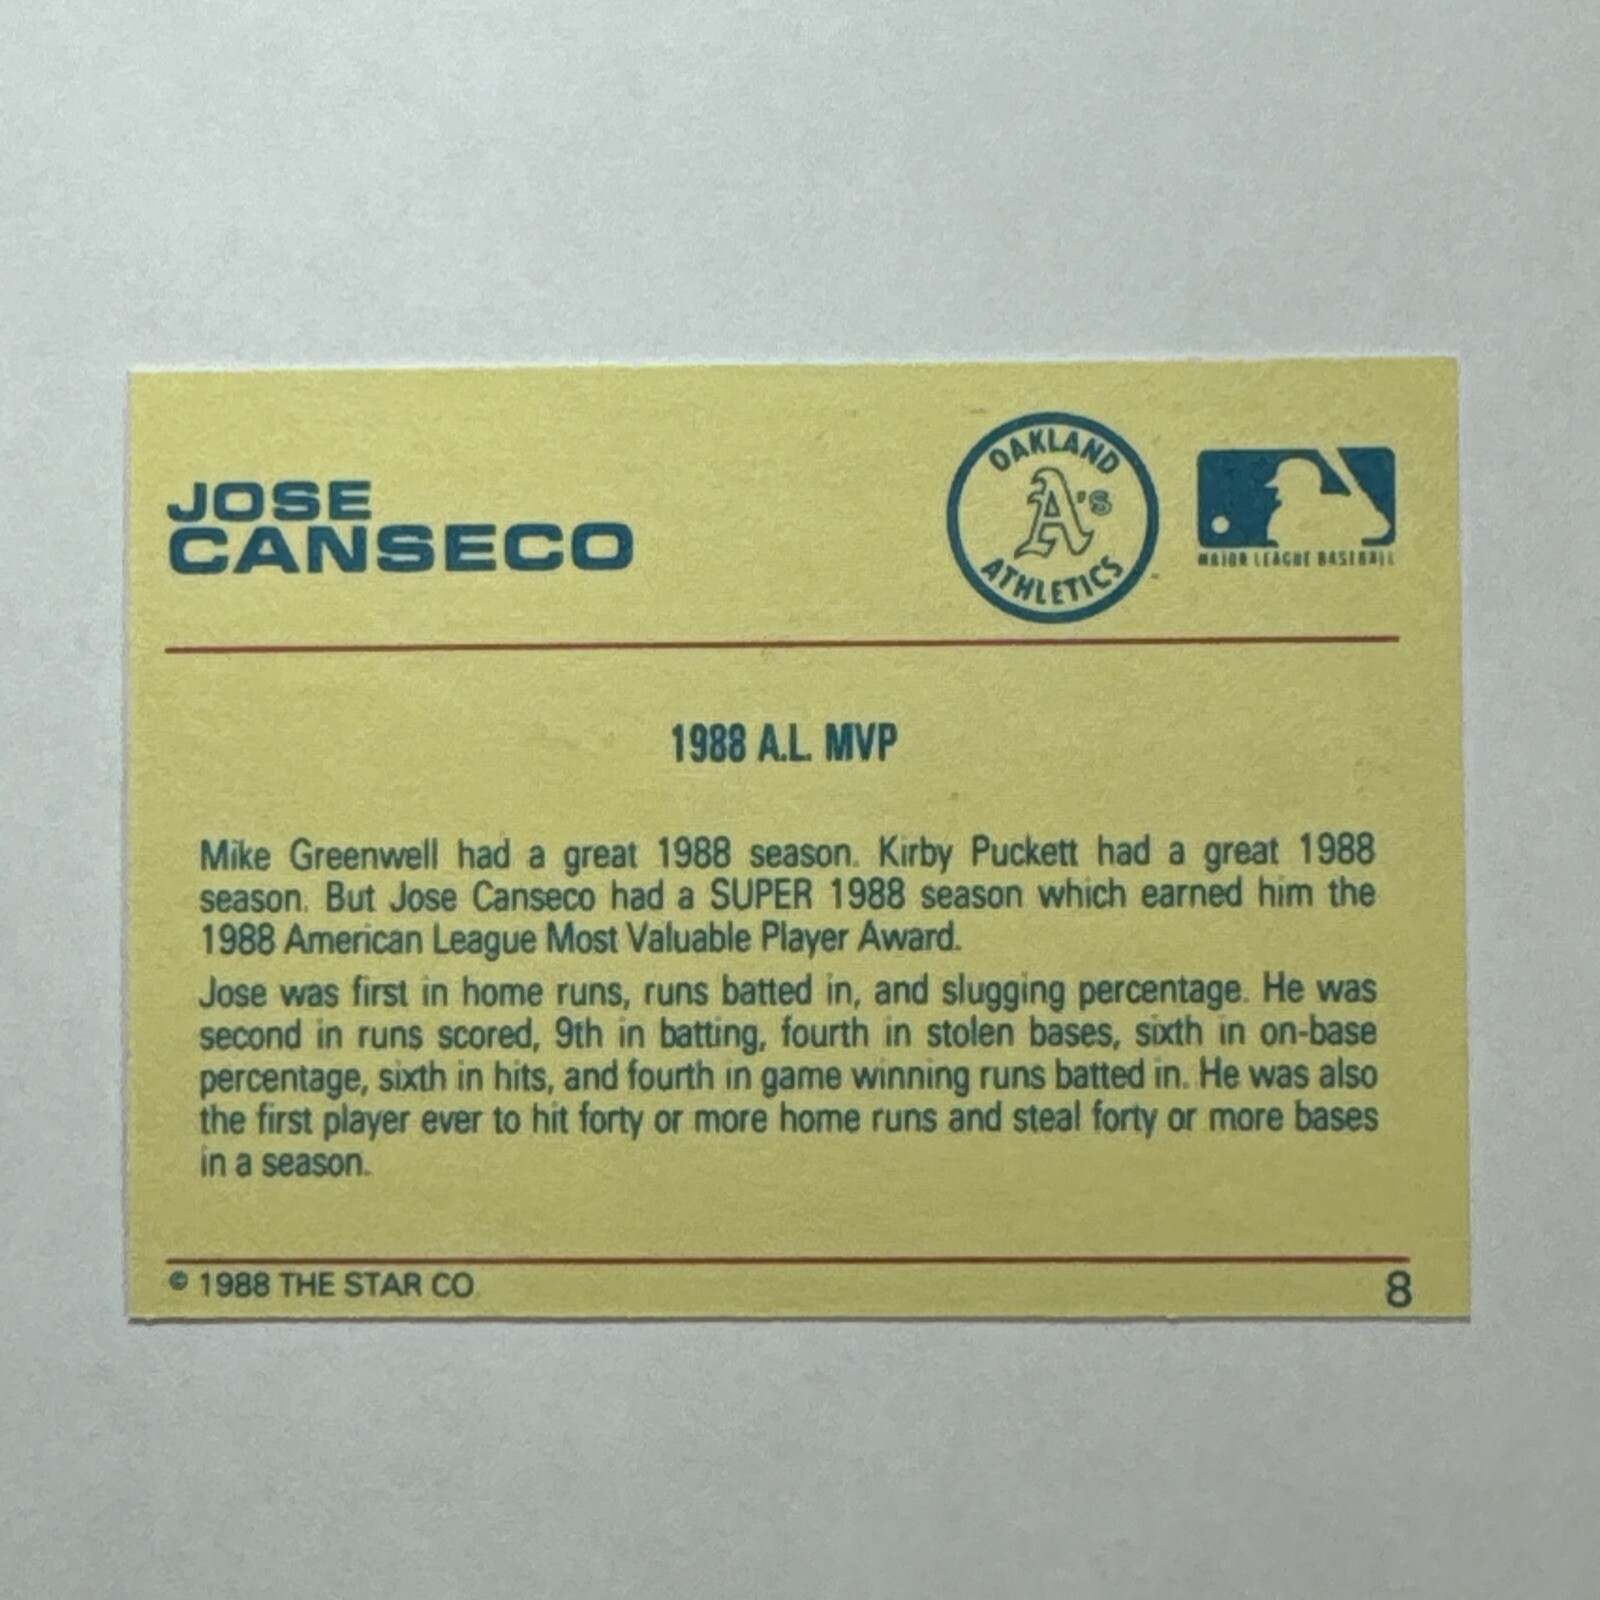 JOSE
CANSECO
OAKLAND
A's
ATHLETICS
MAJOR LEAGUE BASEBALL
1988 A.L. MVP
Mike Greenwell had a great 1988 season. Kirby Puckett had a great 1988
season. But Jose Canseco had a SUPER 1988 season which earned him the
1988 American League Most Valuable Player Award.
Jose was first in home runs, runs batted in, and slugging percentage. He was
second in runs scored, 9th in batting, fourth in stolen bases, sixth in on-base
percentage, sixth in hits, and fourth in game winning runs batted in. He was also
the first player ever to hit forty or more home runs and steal forty or more bases
in a season.
© 1988 THE STAR CO
8